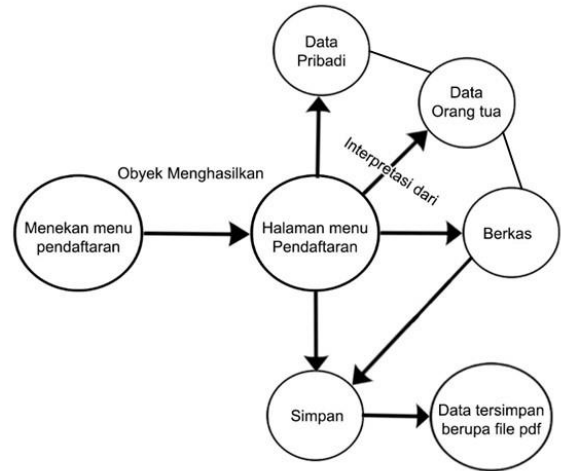 Data
Pribadi
Data
Orang tua
Obyek Menghasilkan
Interpretasi dari
Menekan menu
pendaftaran
Halaman menu
Pendaftaran
Berkas
Simpan
Data tersimpan
berupa file pdf